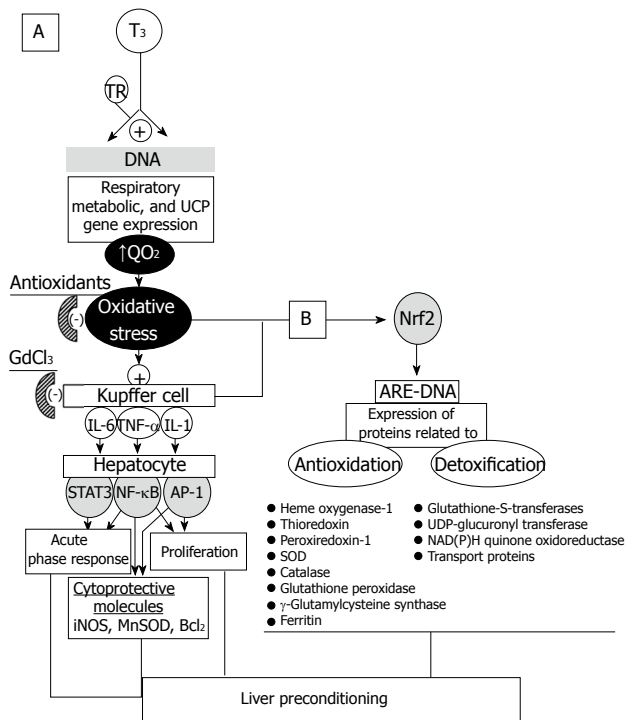 A
T₃
TR
+
DNA
Respiratory
metabolic, and UCP
gene expression
↑QO₂
Antioxidants
(-)
Oxidative
stress
B
Nrf2
GdCl₃
+
(-)
Kupffer cell
ARE-DNA
IL-6 TNF-α IL-1
Expression of
proteins related to
Hepatocyte
Antioxidation Detoxification
STAT3 NF-κB AP-1
Acute
phase response
Proliferation
Cytoprotective
molecules
iNOS, MnSOD, Bcl₂
● Heme oxygenase-1
● Thioredoxin
● Peroxiredoxin-1
● SOD
● Catalase
● Glutathione peroxidase
● γ-Glutamylcysteine synthase
● Ferritin
● Glutathione-S-transferases
● UDP-glucuronyl transferase
● NAD(P)H quinone oxidoreductase
● Transport proteins
Liver preconditioning